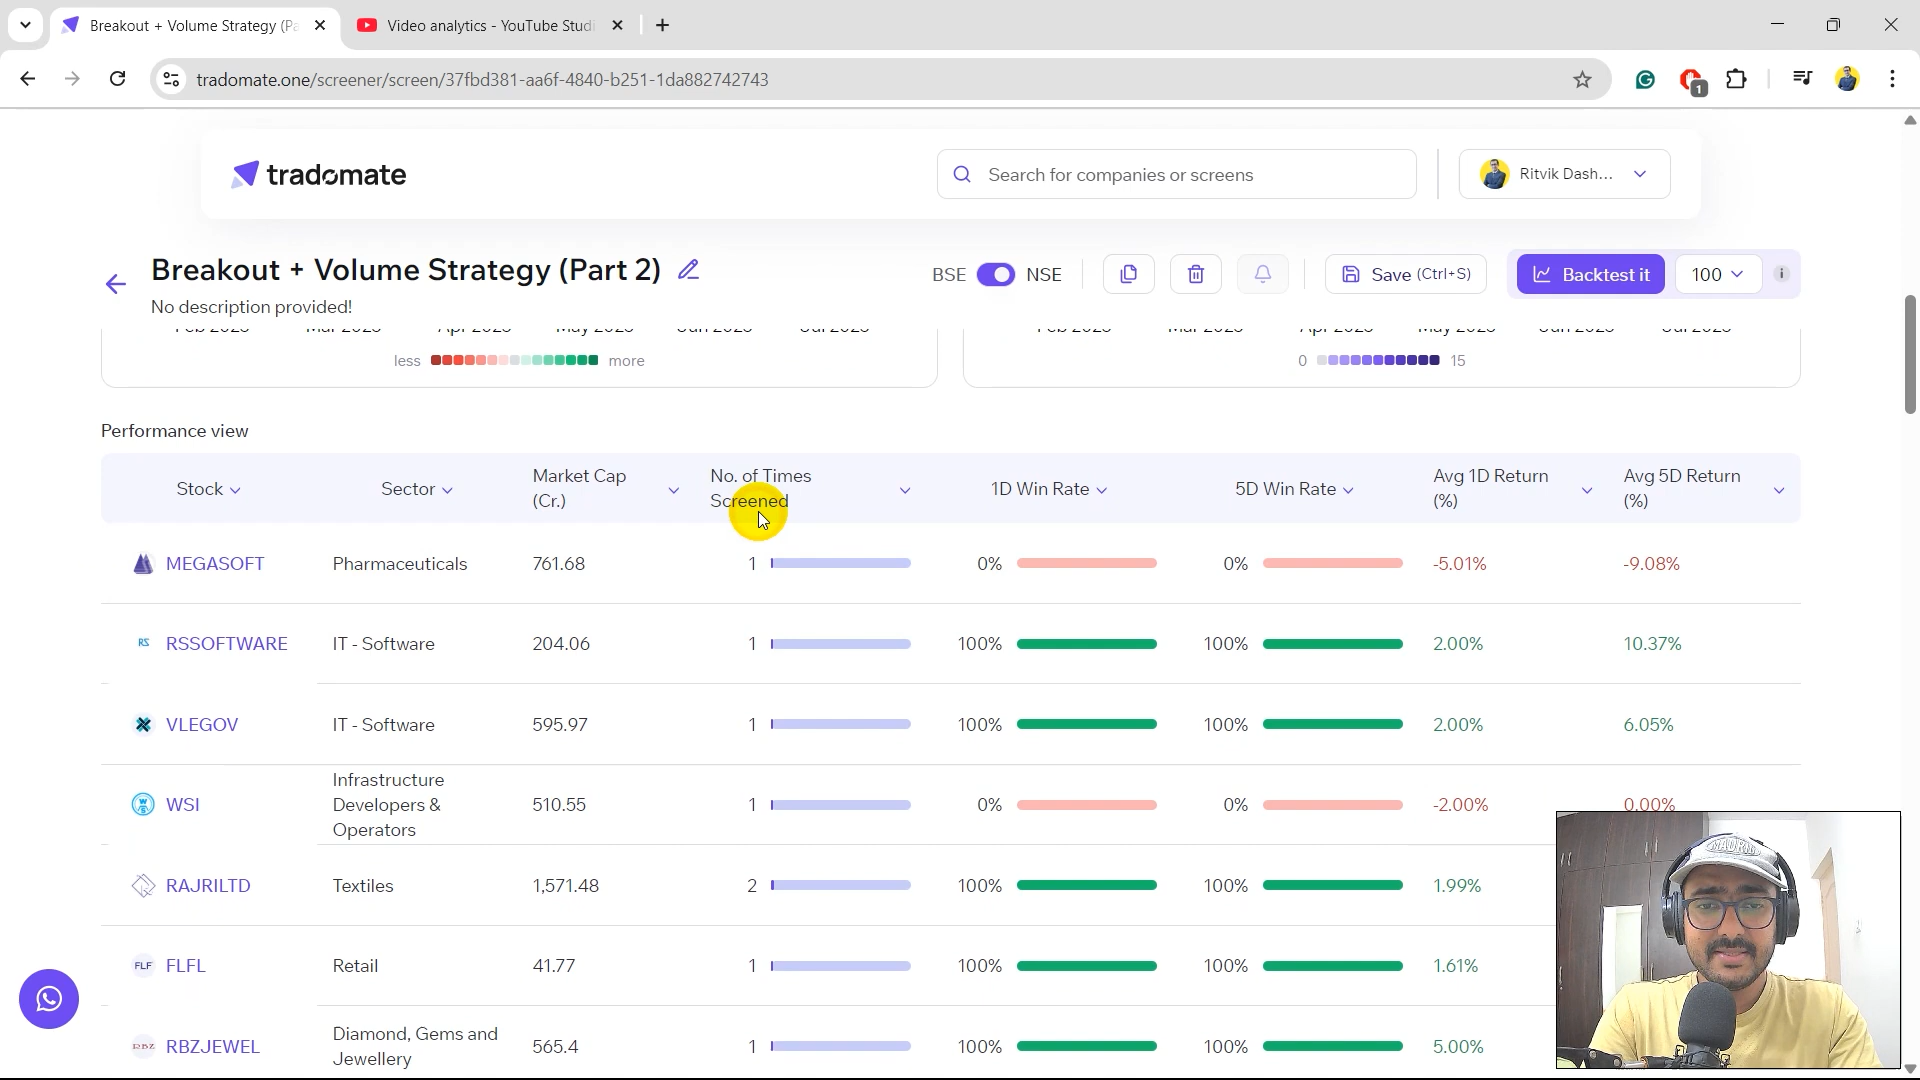 Breakout + Volume Strategy (Pa
Video analytics - YouTube Studi
tradomate.one/screener/screen/37fbd381-aa6f-4840-b251-1da882742743
1
tradomate
Search for companies or screens
Ritvik Dash...
Breakout + Volume Strategy (Part 2)
No description provided!
BSE NSE
Save (Ctrl+S)
Backtest it
100
less more
0 15
Performance view
Stock Sector Market Cap (Cr.) No. of Times Screened 1D Win Rate 5D Win Rate Avg 1D Return (%) Avg 5D Return (%)
MEGASOFT Pharmaceuticals 761.68 1 0% 0% -5.01% -9.08%
RSSOFTWARE IT - Software 204.06 1 100% 100% 2.00% 10.37%
VLEGOV IT - Software 595.97 1 100% 100% 2.00% 6.05%
WSI Infrastructure Developers & Operators 510.55 1 0% 0% -2.00% 0.00%
RAJRILTD Textiles 1,571.48 2 100% 100% 1.99%
FLF FLFL Retail 41.77 1 100% 100% 1.61%
RBZ RBZJEWEL Diamond, Gems and Jewellery 565.4 1 100% 100% 5.00%